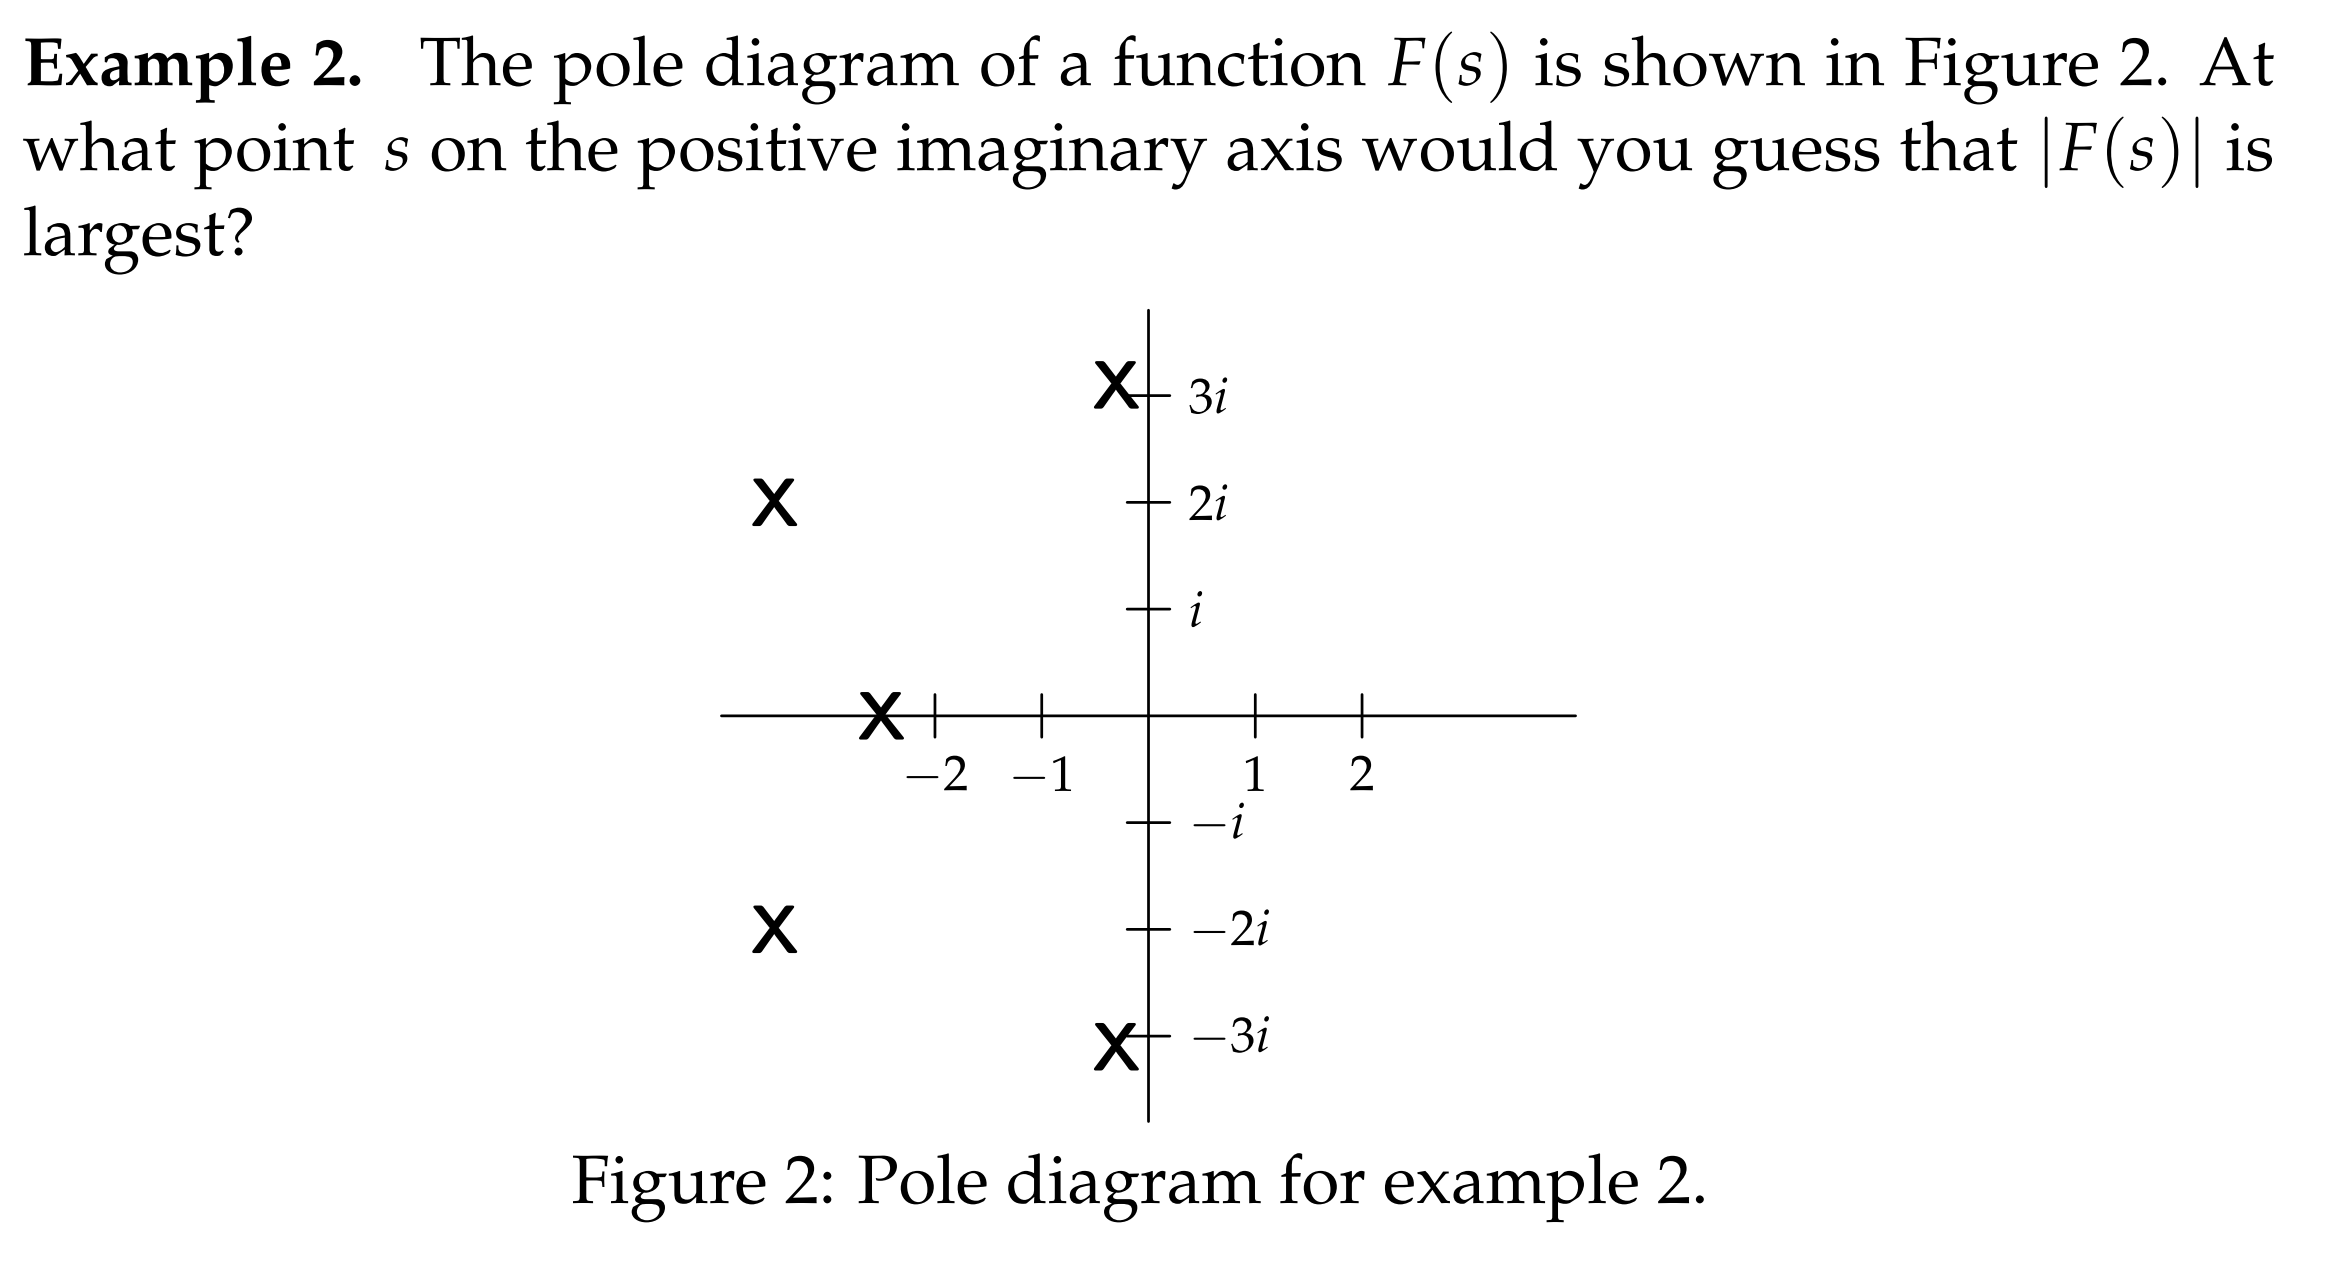 Example 2. The pole diagram of a function F(s) is shown in Figure 2. At
what point s on the positive imaginary axis would you guess that |F(s)| is
largest?
X
3i
X
2i
i
X
−2 −1 1 2
−i
X
−2i
X
−3i
Figure 2: Pole diagram for example 2.